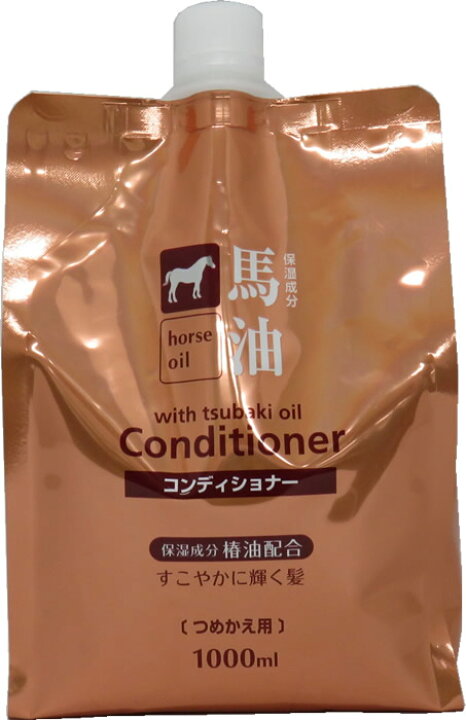 保湿成分
馬油
horse
oil
with tsubaki oil
Conditioner
コンディショナー
保湿成分 椿油配合
すこやかに輝く髪
〔つめかえ用〕
1000ml